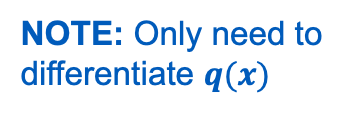 NOTE: Only need to
differentiate q(x)